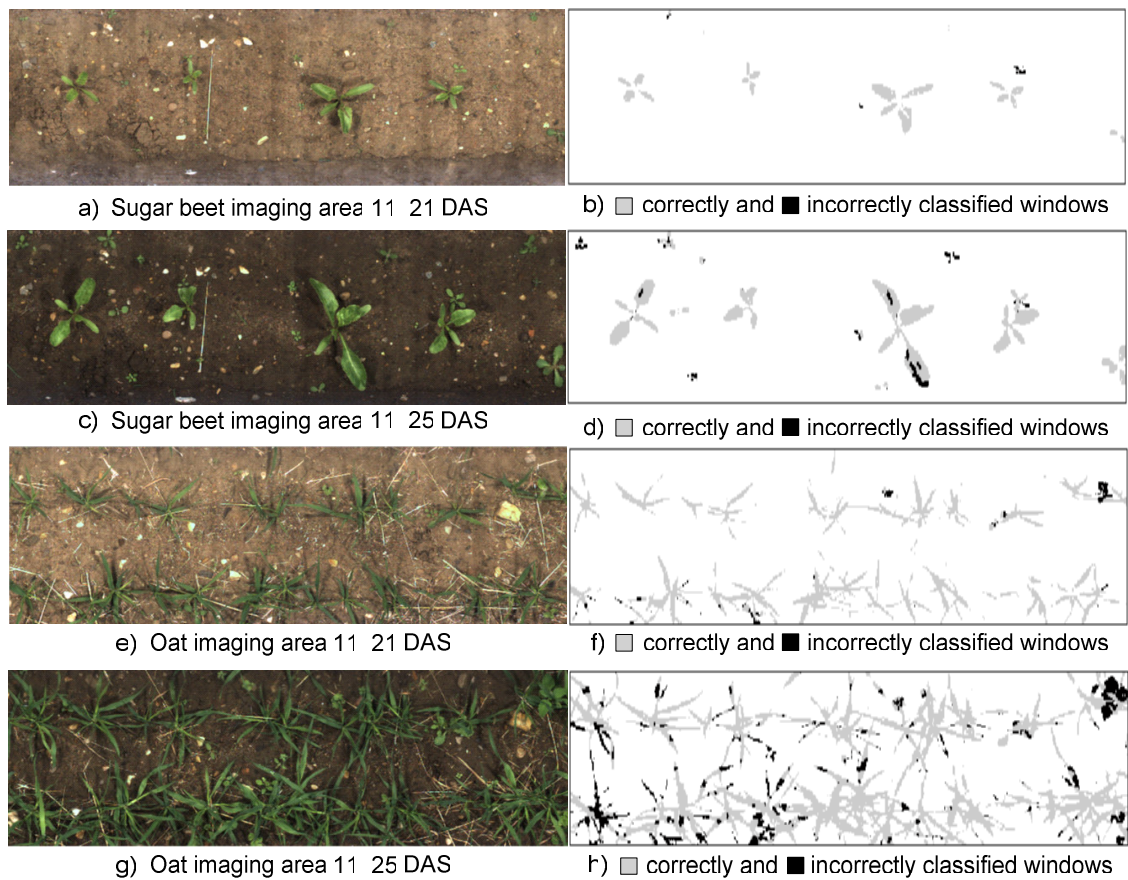 a) Sugar beet imaging area 11 21 DAS
b) correctly and incorrectly classified windows
c) Sugar beet imaging area 11 25 DAS
d) correctly and incorrectly classified windows
e) Oat imaging area 11 21 DAS
f) correctly and incorrectly classified windows
g) Oat imaging area 11 25 DAS
h) correctly and incorrectly classified windows